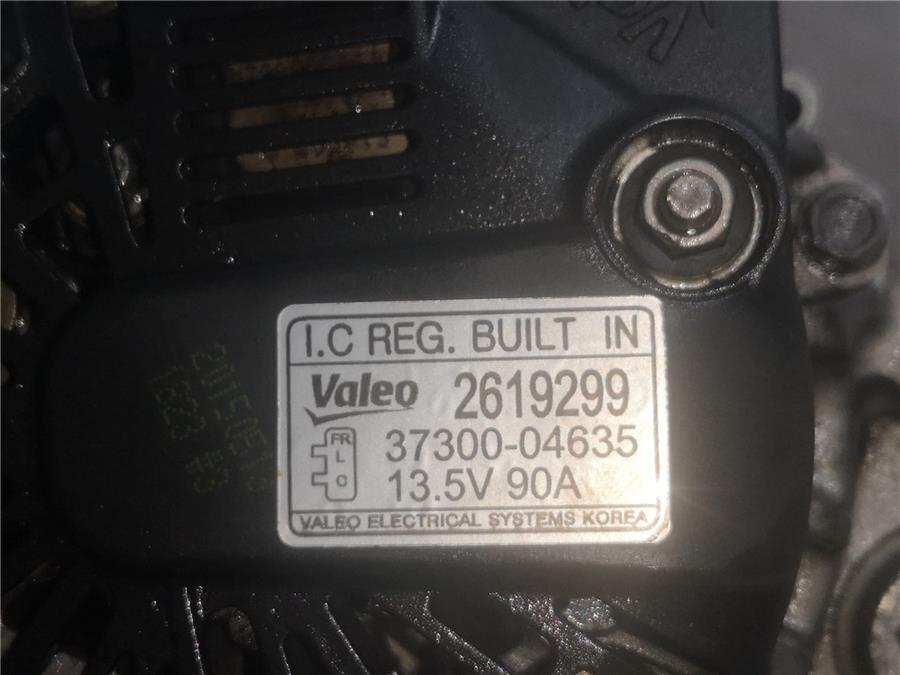 I.C REG. BUILT IN
Valeo 2619299
FR
L
C
37300-04635
13.5V 90A
VALEO ELECTRICAL SYSTEMS KOREA